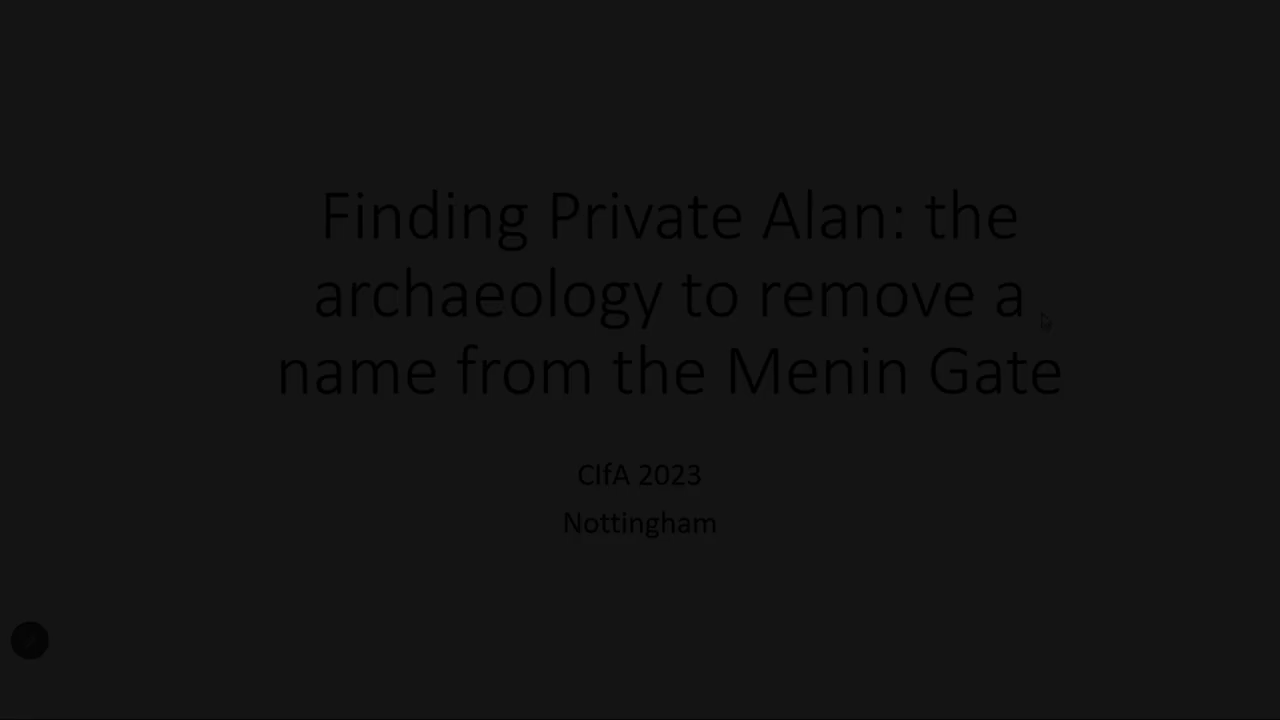 Finding Private Alan: the
archaeology to remove a
name from the Menin Gate
CIfA 2023
Nottingham